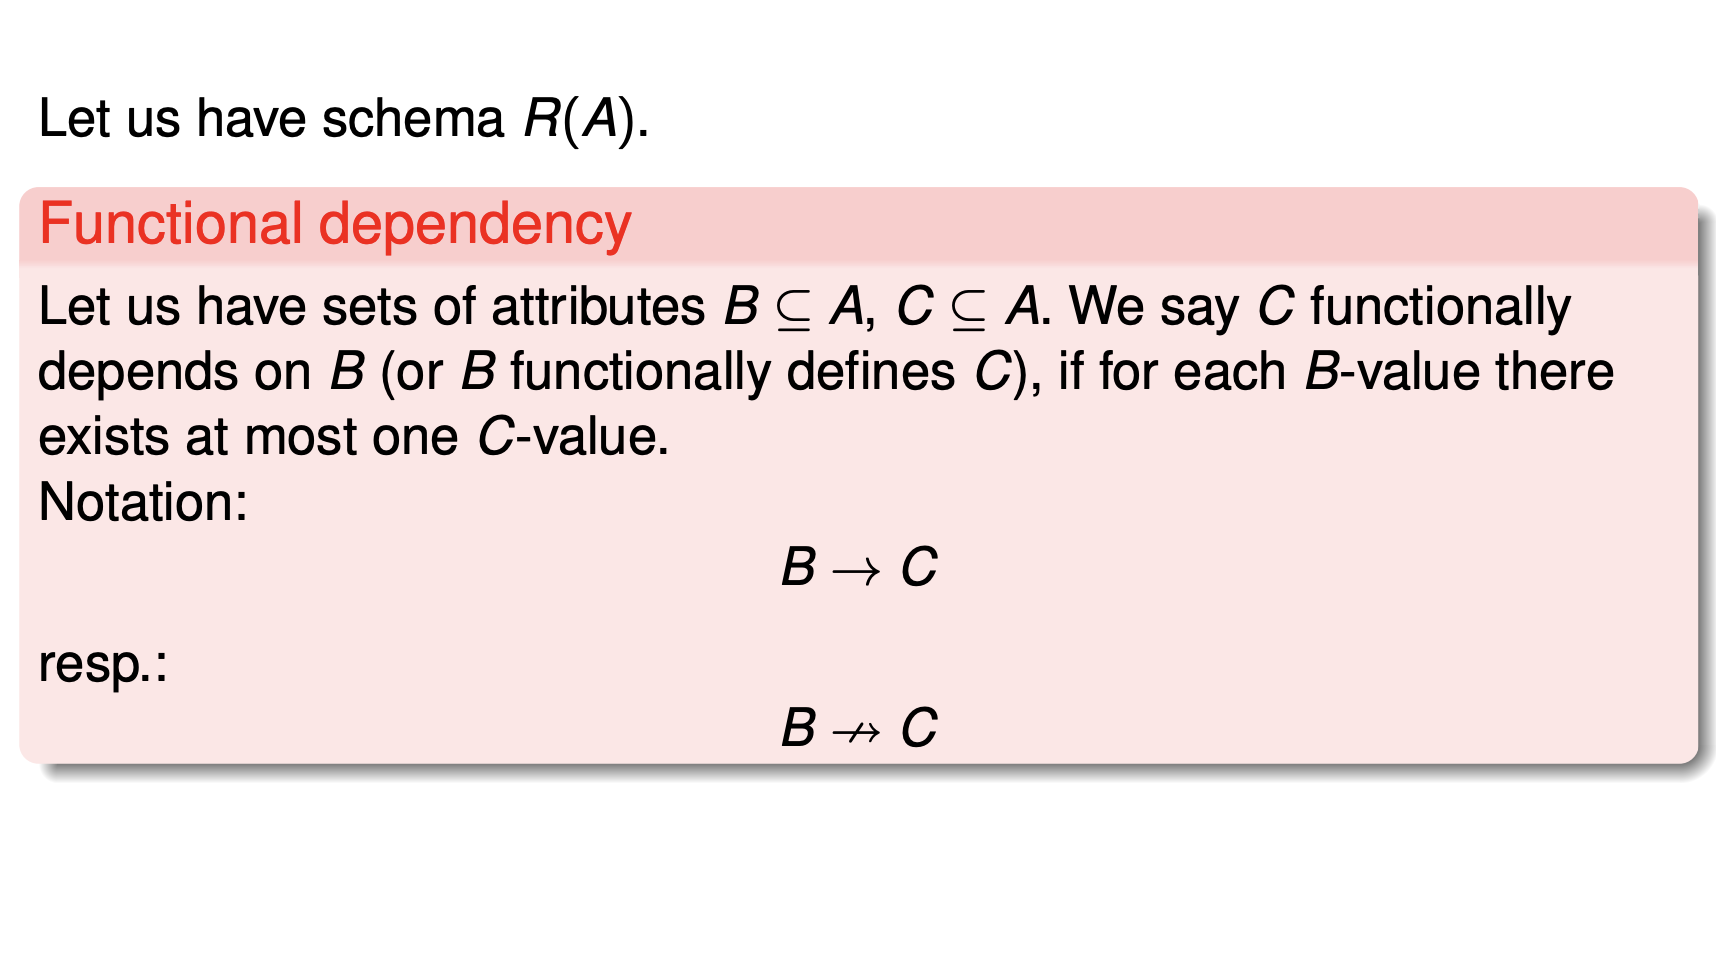 Let us have schema R(A).
Functional dependency
Let us have sets of attributes B ⊆ A, C ⊆ A. We say C functionally
depends on B (or B functionally defines C), if for each B-value there
exists at most one C-value.
Notation:
B → C
resp.:
B ↛ C